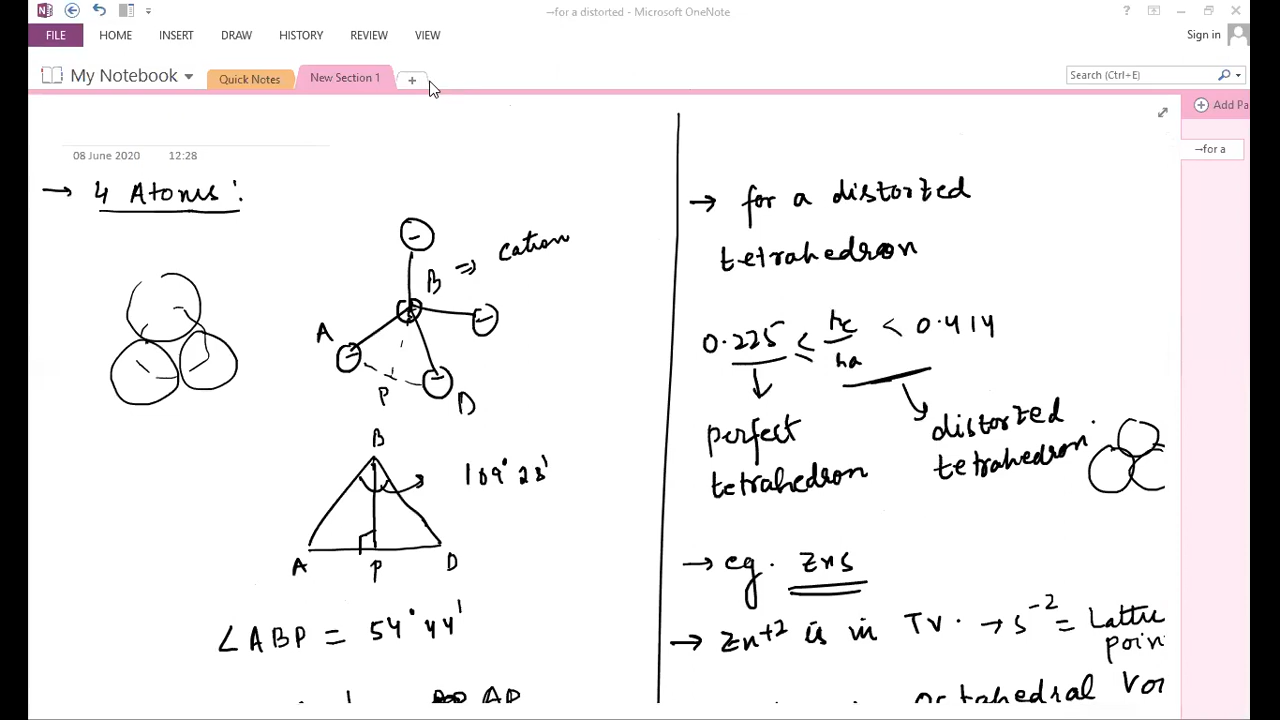 →for a distorted - Microsoft OneNote
FILE HOME INSERT DRAW HISTORY REVIEW VIEW
Sign in
My Notebook Quick Notes New Section 1
Search (Ctrl+E)
Add Pa
→for a
08 June 2020 12:28
→ 4 Atoms:
B ⇒ cation
A
P
D
B
109° 28'
A P D
∠ABP = 54° 44'
AP
→ for a distorted
tetrahedron
0.225 ≤ rc/ra < 0.414
perfect
tetrahedron
distorted
tetrahedron.
→ eg. ZnS
→ Zn+2 is in TV. → S-2 = Lattic
poin
octahedral Voi